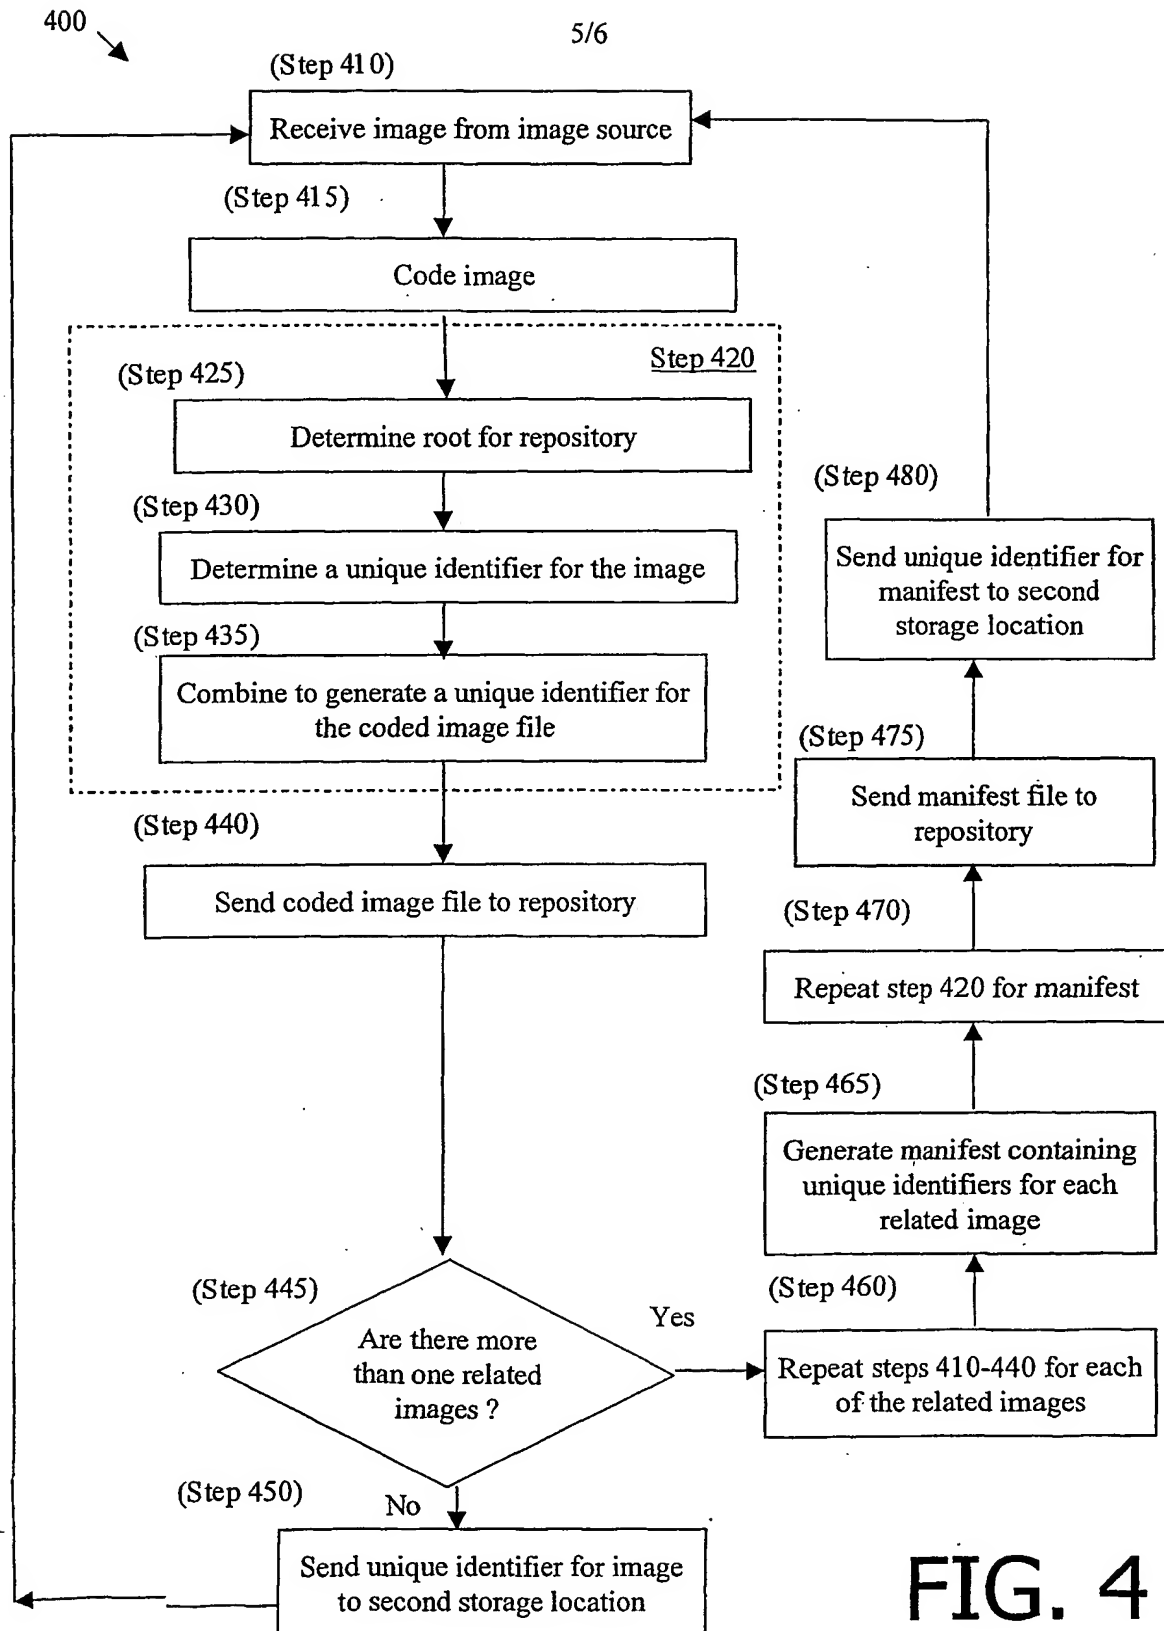 400
5/6
(Step 410)
Receive image from image source
(Step 415)
Code image
Step 420
(Step 425)
Determine root for repository
(Step 430)
Determine a unique identifier for the image
(Step 435)
Combine to generate a unique identifier for
the coded image file
(Step 440)
Send coded image file to repository
(Step 445)
Are there more
than one related
images ?
Yes
No
(Step 450)
Send unique identifier for image
to second storage location
(Step 460)
Repeat steps 410-440 for each
of the related images
(Step 465)
Generate manifest containing
unique identifiers for each
related image
(Step 470)
Repeat step 420 for manifest
(Step 475)
Send manifest file to
repository
(Step 480)
Send unique identifier for
manifest to second
storage location
FIG. 4